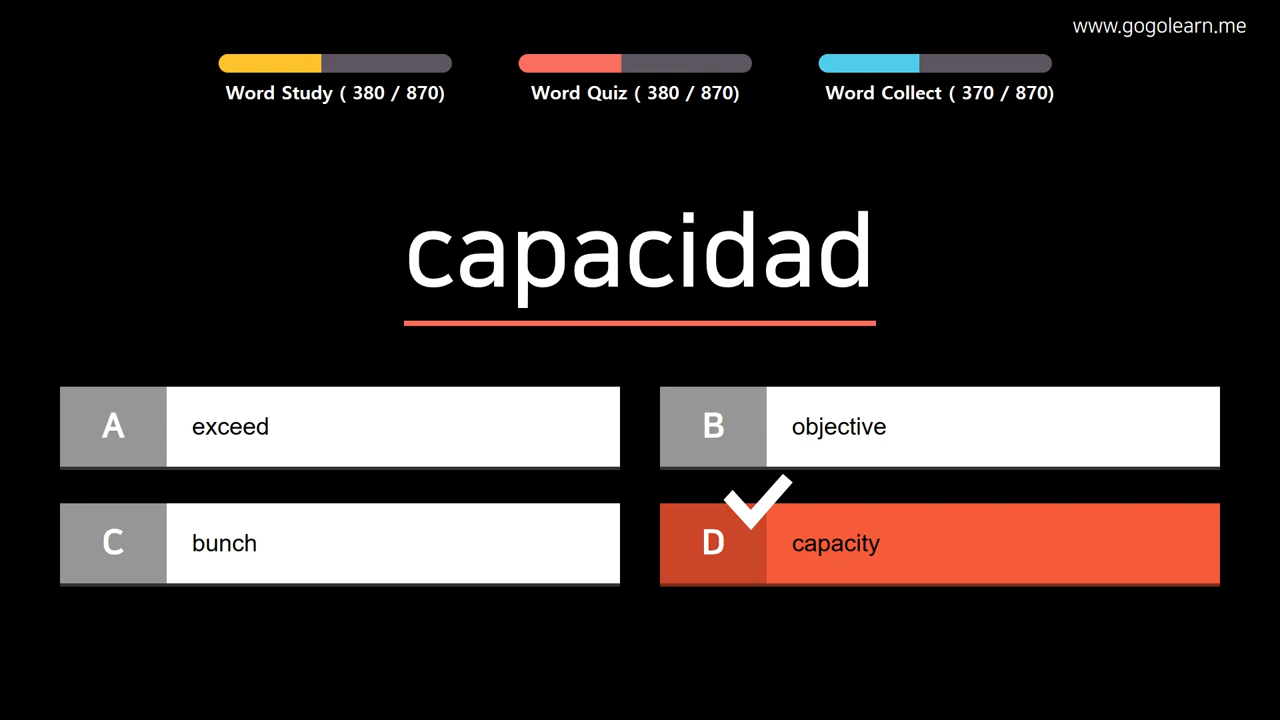 www.gogolearn.me
Word Study ( 380 / 870)
Word Quiz ( 380 / 870)
Word Collect ( 370 / 870)
capacidad
A exceed
B objective
C bunch
D capacity